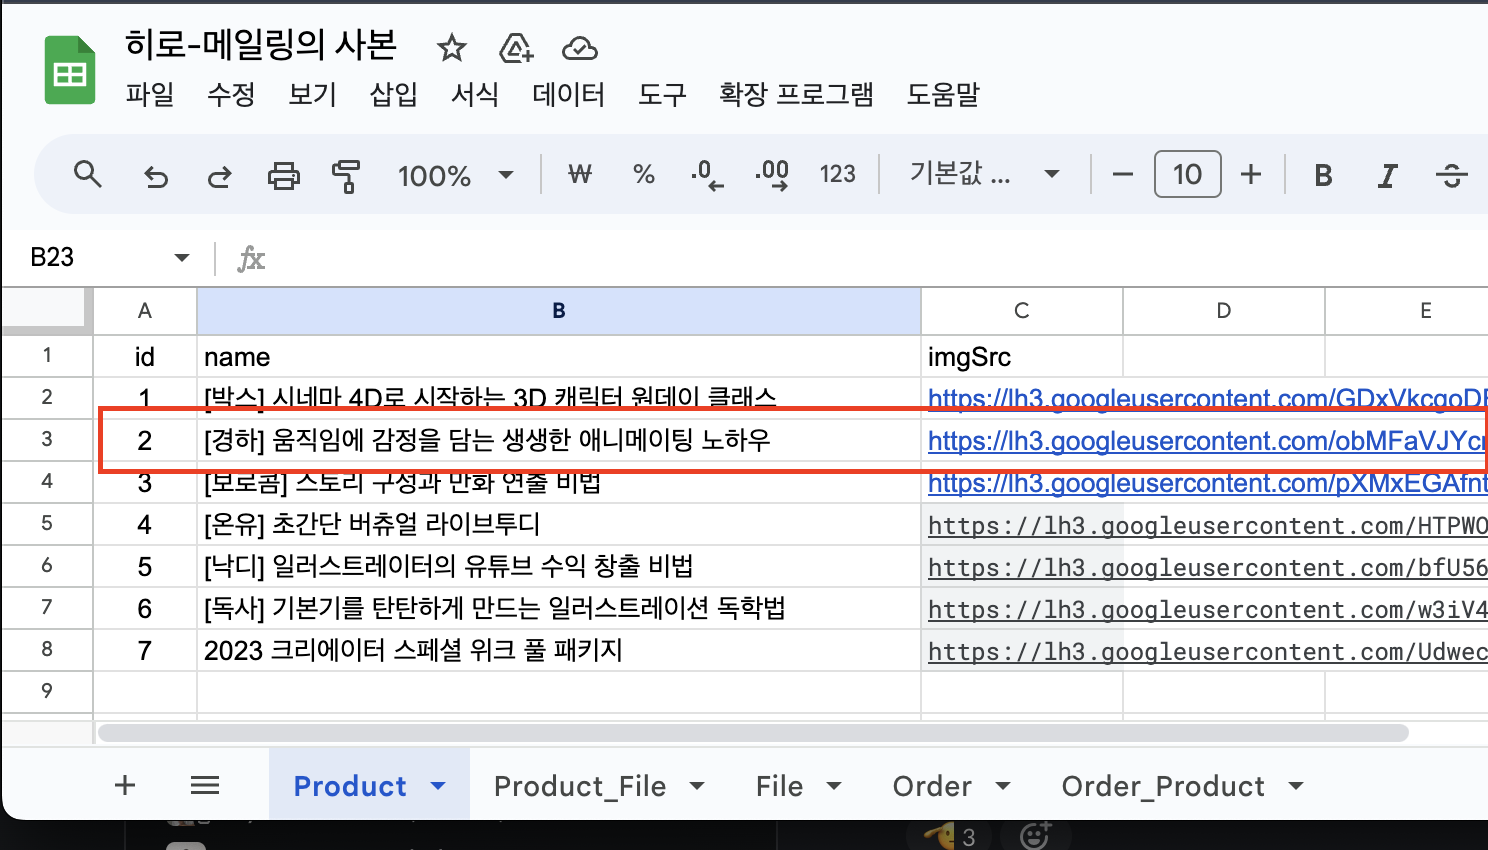 히로-메일링의 사본
파일 수정 보기 삽입 서식 데이터 도구 확장 프로그램 도움말
100% ₩ % .0 .00 123 기본값 ... 10 B I S
B23 fx
A B C D E
1 id name imgSrc
2 1 [박스] 시네마 4D로 시작하는 3D 캐릭터 원데이 클래스 https://lh3.googleusercontent.com/GDxVkcgoDF
3 2 [경하] 움직임에 감정을 담는 생생한 애니메이팅 노하우 https://lh3.googleusercontent.com/obMFaVJYcr
4 3 [보로콤] 스토리 구성과 만화 연출 비법 https://lh3.googleusercontent.com/pXMxEGAfnt
5 4 [온유] 초간단 버츄얼 라이브투디 https://lh3.googleusercontent.com/HTPWO
6 5 [낙디] 일러스트레이터의 유튜브 수익 창출 비법 https://lh3.googleusercontent.com/bfU56
7 6 [독사] 기본기를 탄탄하게 만드는 일러스트레이션 독학법 https://lh3.googleusercontent.com/w3iV4
8 7 2023 크리에이터 스페셜 위크 풀 패키지 https://lh3.googleusercontent.com/Udwec
9
Product Product_File File Order Order_Product
3